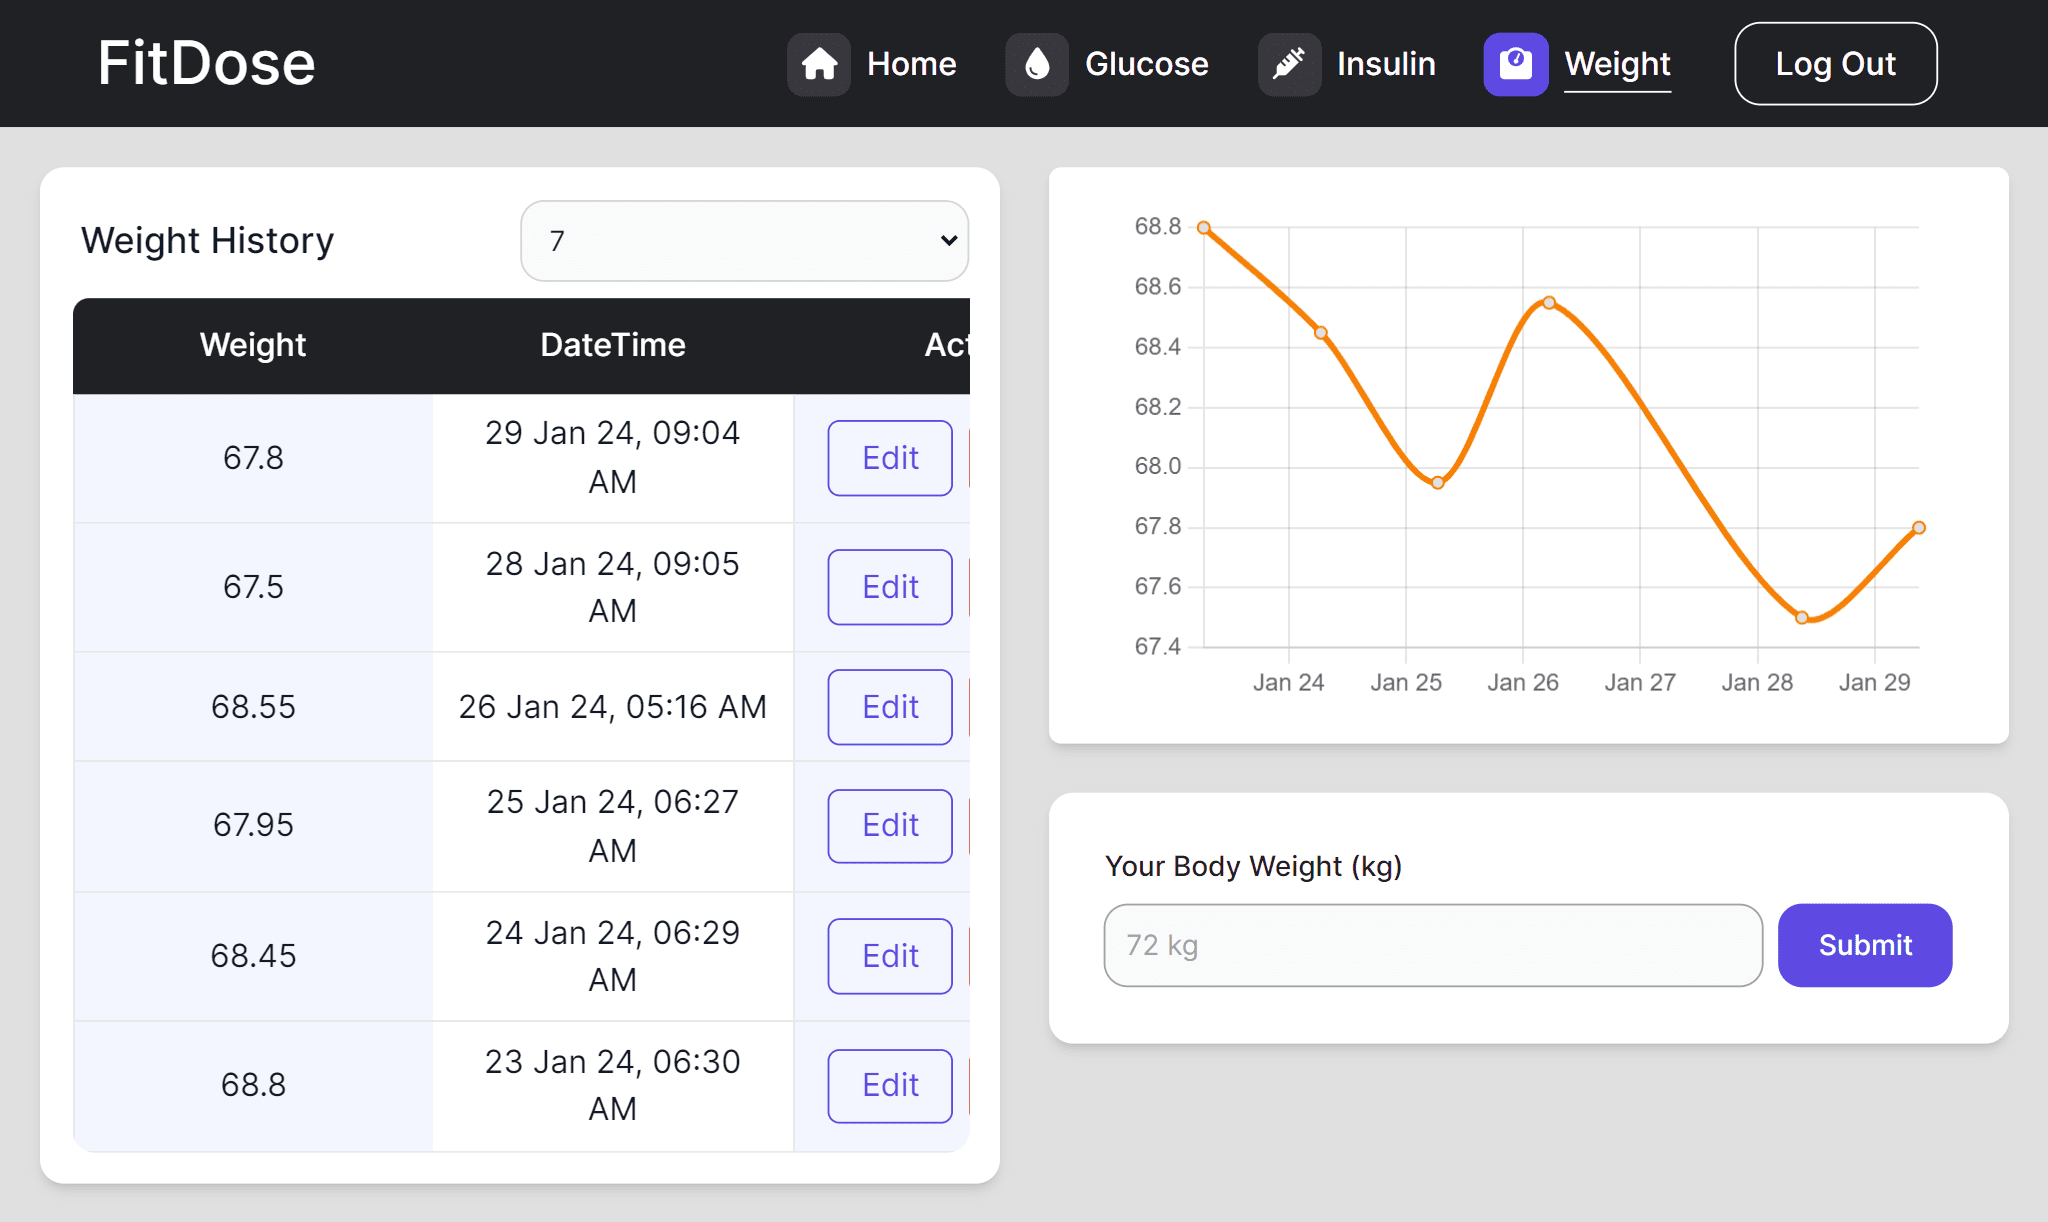 FitDose
Home
Glucose
Insulin
Weight
Log Out
Weight History
7
Weight
DateTime
Act
67.8
29 Jan 24, 09:04
AM
Edit
67.5
28 Jan 24, 09:05
AM
Edit
68.55
26 Jan 24, 05:16 AM
Edit
67.95
25 Jan 24, 06:27
AM
Edit
68.45
24 Jan 24, 06:29
AM
Edit
68.8
23 Jan 24, 06:30
AM
Edit
68.8
68.6
68.4
68.2
68.0
67.8
67.6
67.4
Jan 24
Jan 25
Jan 26
Jan 27
Jan 28
Jan 29
Your Body Weight (kg)
72 kg
Submit